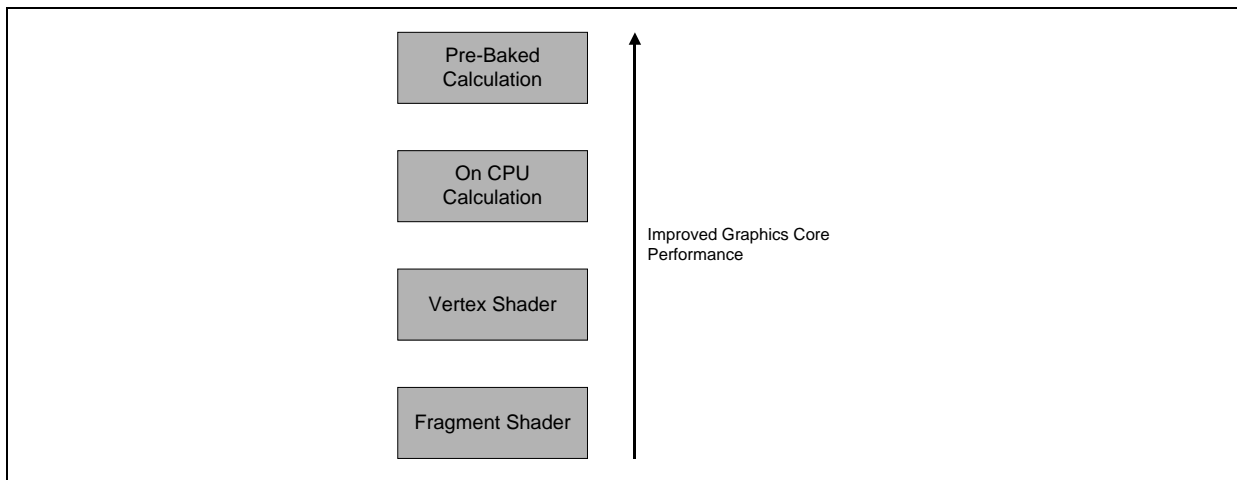 Pre-Baked
Calculation
On CPU
Calculation
Improved Graphics Core
Performance
Vertex Shader
Fragment Shader